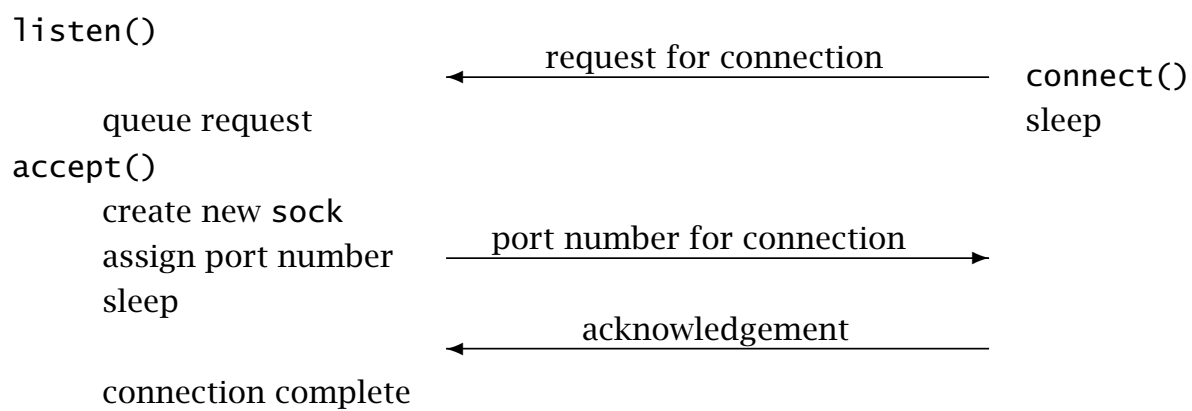 listen()
request for connection
connect()
queue request
sleep
accept()
create new sock
assign port number
port number for connection
sleep
acknowledgement
connection complete